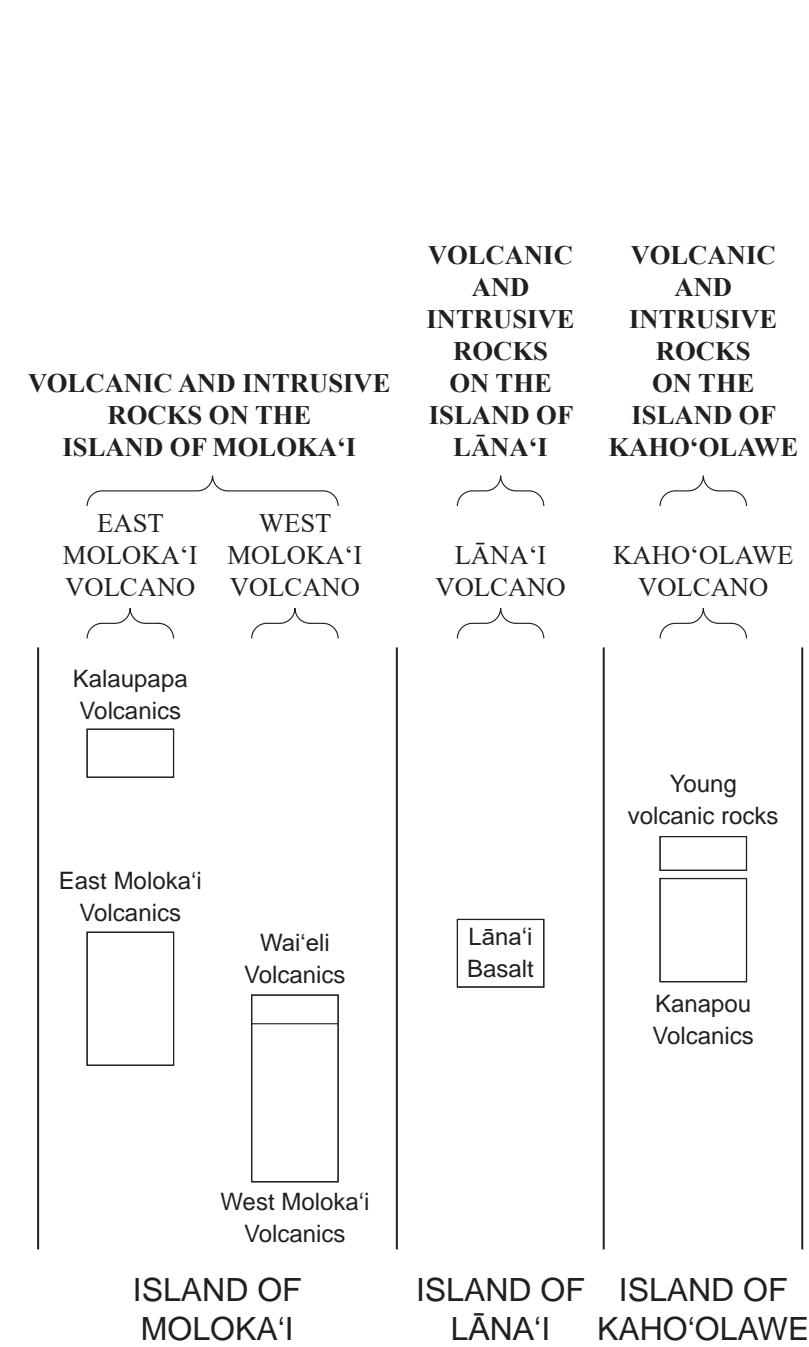 VOLCANIC AND INTRUSIVE
ROCKS ON THE
ISLAND OF MOLOKA‘I
VOLCANIC
AND
INTRUSIVE
ROCKS
ON THE
ISLAND OF
LĀNA‘I
VOLCANIC
AND
INTRUSIVE
ROCKS
ON THE
ISLAND OF
KAHO‘OLAWE
EAST
MOLOKA‘I
VOLCANO
WEST
MOLOKA‘I
VOLCANO
LĀNA‘I
VOLCANO
KAHO‘OLAWE
VOLCANO
Kalaupapa
Volcanics
East Moloka‘i
Volcanics
Wai‘eli
Volcanics
West Moloka‘i
Volcanics
Lāna‘i
Basalt
Young
volcanic rocks
Kanapou
Volcanics
ISLAND OF
MOLOKA‘I
ISLAND OF
LĀNA‘I
ISLAND OF
KAHO‘OLAWE